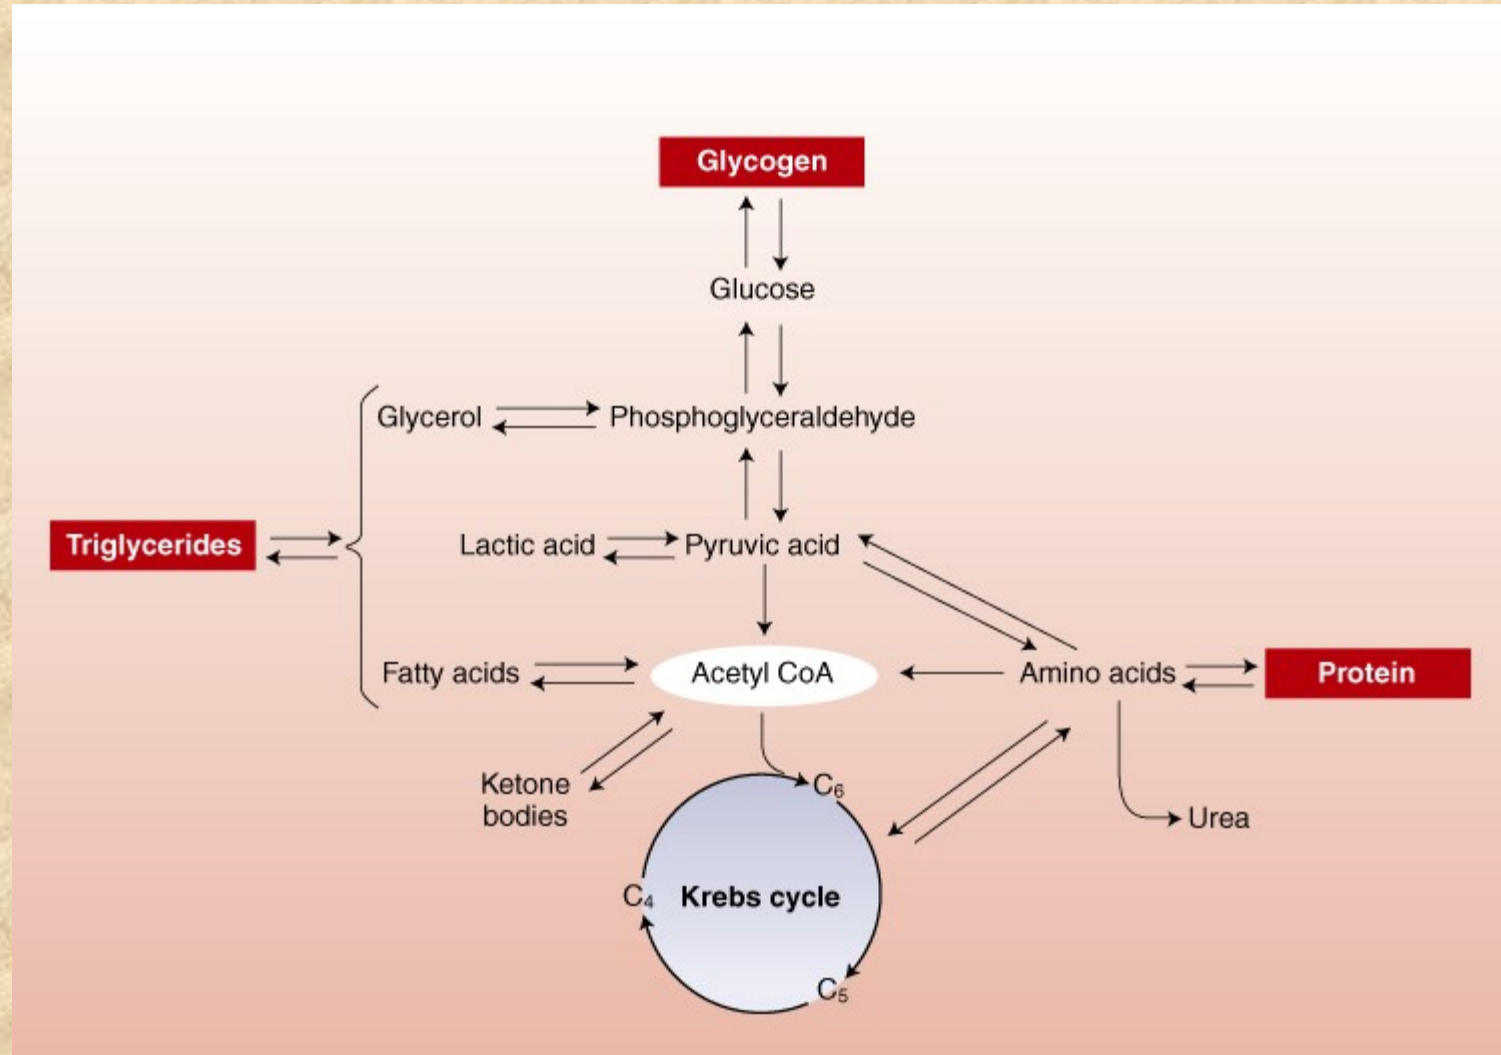 Glycogen
Glucose
Glycerol
Phosphoglyceraldehyde
Triglycerides
Lactic acid
Pyruvic acid
Fatty acids
Acetyl CoA
Amino acids
Protein
Ketone
bodies
C₆
Urea
C₄
Krebs cycle
C₅